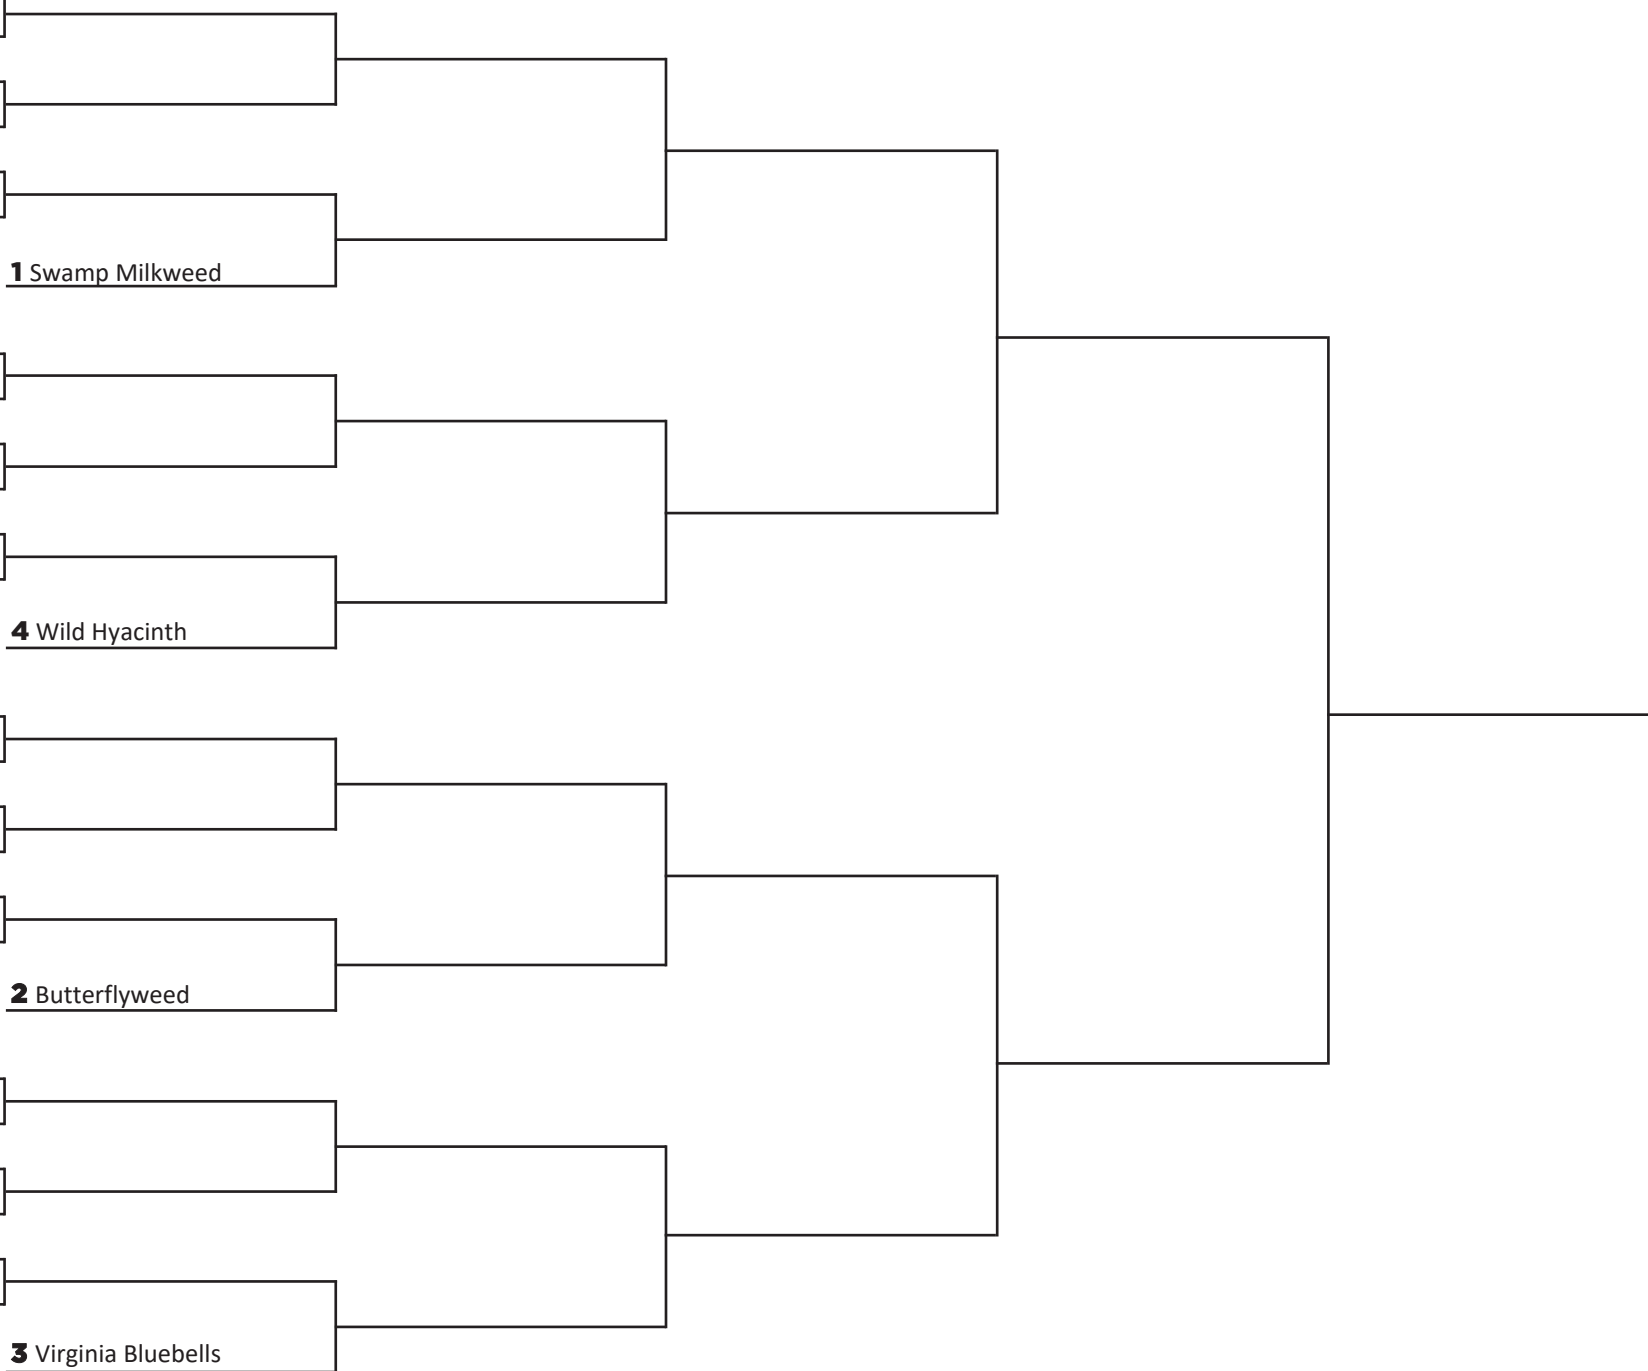 1 Swamp Milkweed
4 Wild Hyacinth
2 Butterflyweed
3 Virginia Bluebells